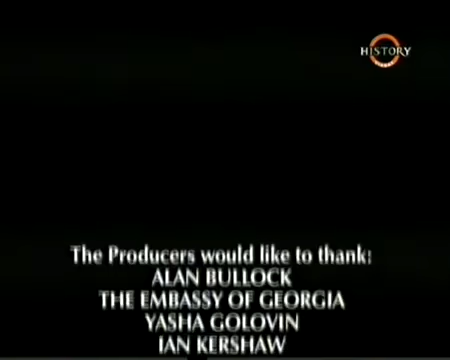 HISTORY
The Producers would like to thank:
ALAN BULLOCK
THE EMBASSY OF GEORGIA
YASHA GOLOVIN
IAN KERSHAW